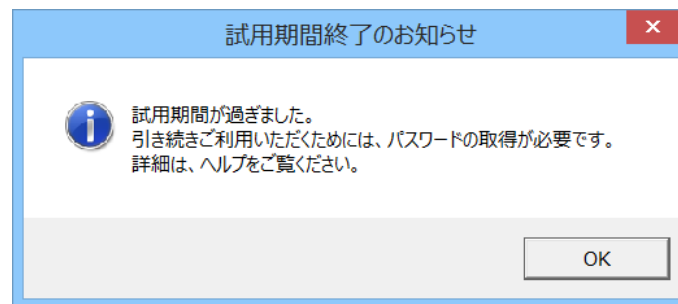 試用期間終了のお知らせ
試用期間が過ぎました。
引き続きご利用いただくためには、パスワードの取得が必要です。
詳細は、ヘルプをご覧ください。
OK